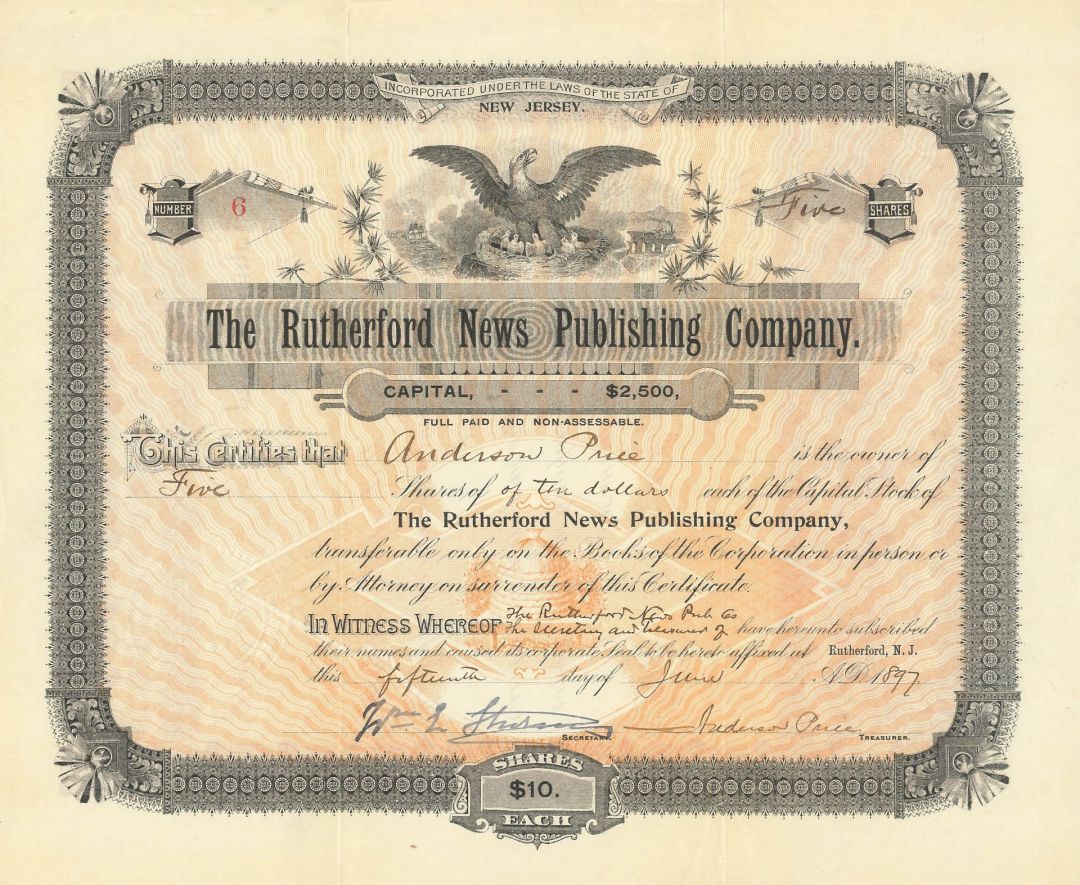 INCORPORATED UNDER THE LAWS OF THE STATE OF
NEW JERSEY.
NUMBER 6
Five SHARES
The Rutherford News Publishing Company.
CAPITAL, - - - $2,500,
FULL PAID AND NON-ASSESSABLE.
This Certifies that Anderson Price is the owner of
Five Shares of of ten dollars each of the Capital Stock of
The Rutherford News Publishing Company,
transferable only on the Books of the Corporation in person or
by Attorney on surrender of this Certificate.
The Rutherford News Pub Co
IN WITNESS WHEREOF The Secretary and Treasurer of have hereunto subscribed
their names and caused its corporate Seal to be hereto affixed at Rutherford, N. J.
this fifteenth day of June A.D. 1897
Wm L SECRETARY. Anderson Price TREASURER.
SHARES
$10.
EACH